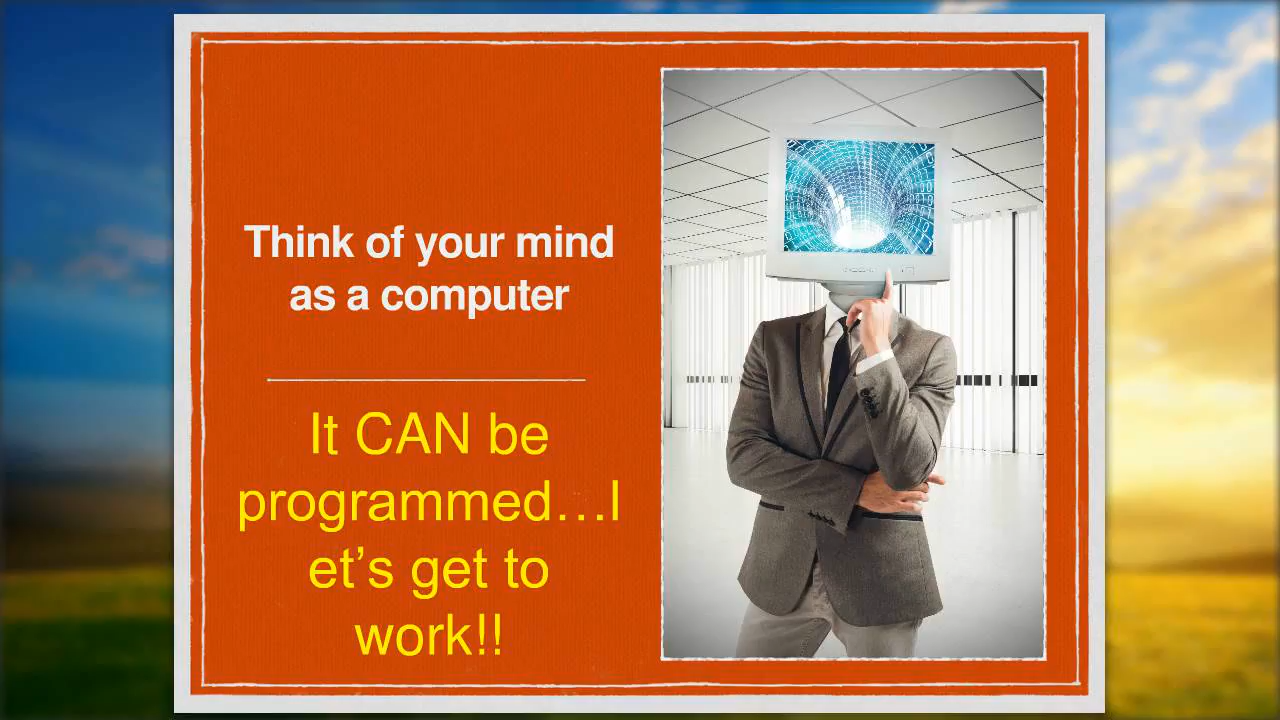 Think of your mind
as a computer
It CAN be
programmed…l
et’s get to
work!!